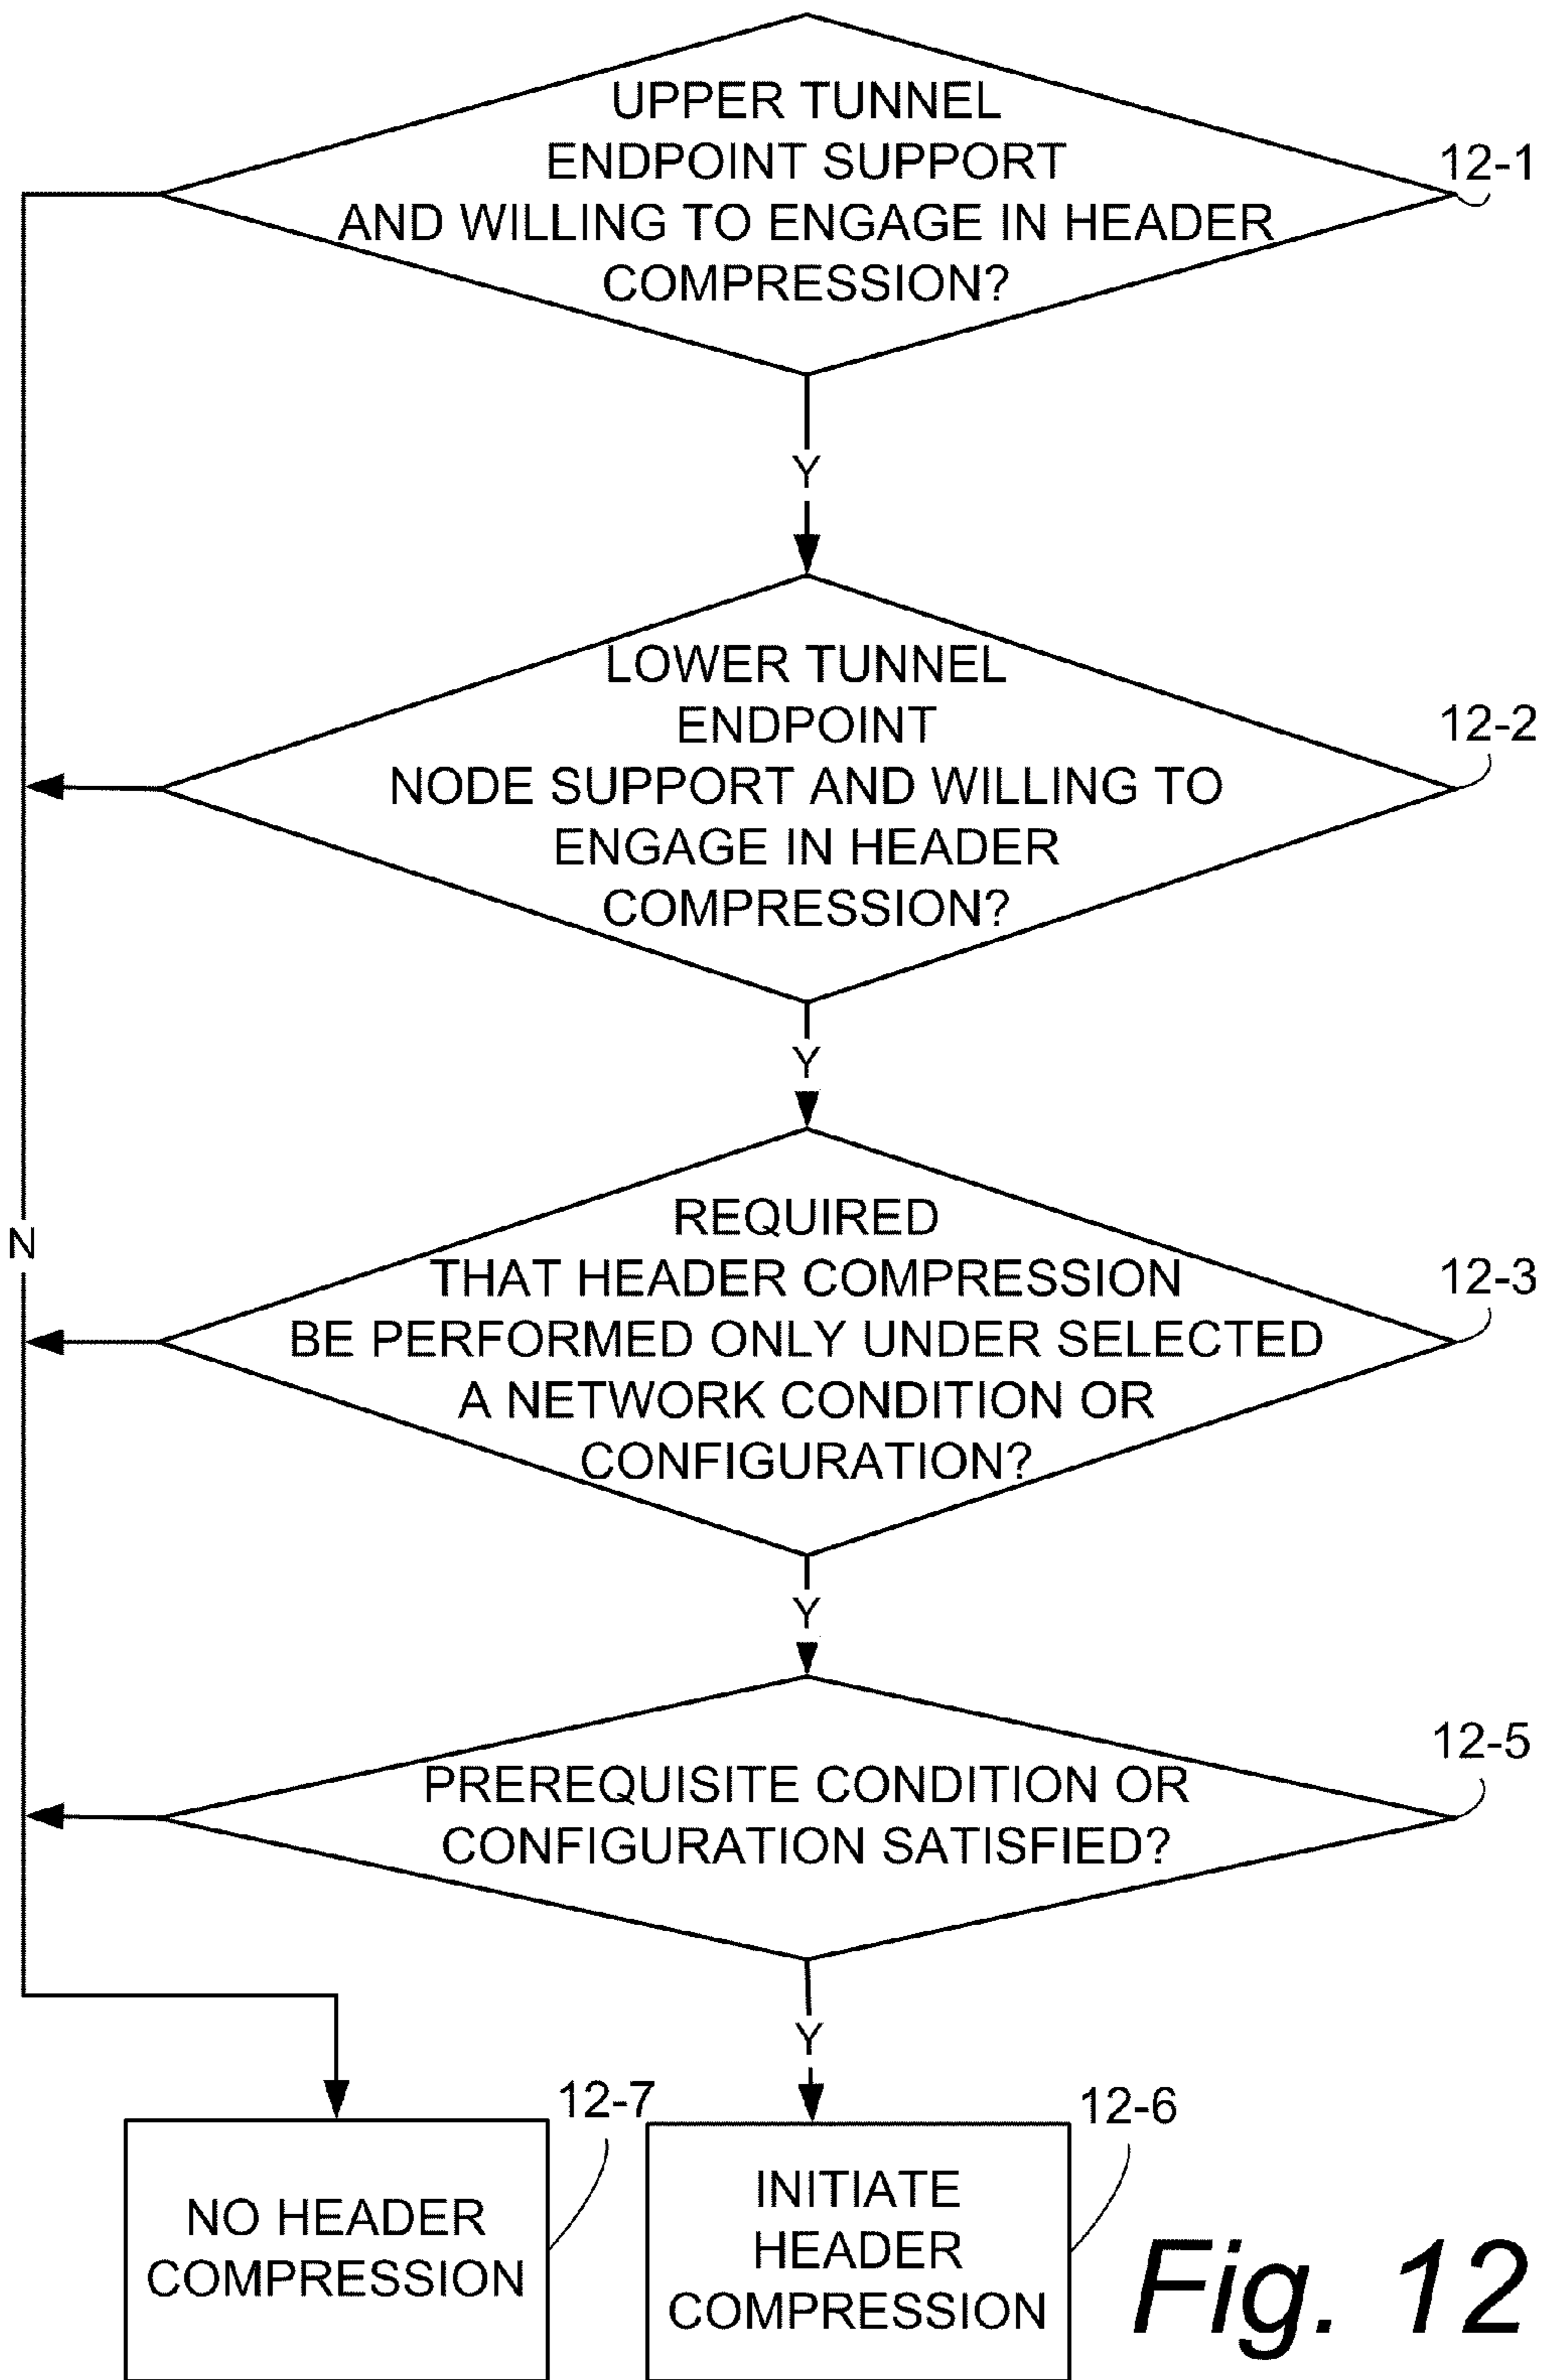 UPPER TUNNEL
ENDPOINT SUPPORT
AND WILLING TO ENGAGE IN HEADER
COMPRESSION?
12-1
Y
LOWER TUNNEL
ENDPOINT
NODE SUPPORT AND WILLING TO
ENGAGE IN HEADER
COMPRESSION?
12-2
Y
N
REQUIRED
THAT HEADER COMPRESSION
BE PERFORMED ONLY UNDER SELECTED
A NETWORK CONDITION OR
CONFIGURATION?
12-3
Y
PREREQUISITE CONDITION OR
CONFIGURATION SATISFIED?
12-5
Y
12-7
NO HEADER
COMPRESSION
12-6
INITIATE
HEADER
COMPRESSION
Fig. 12